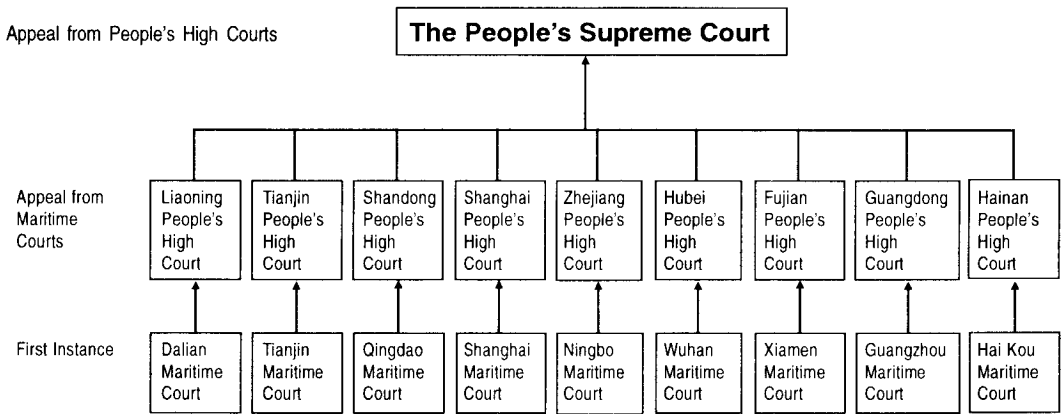 Appeal from People's High Courts
The People's Supreme Court
Appeal from
Maritime
Courts
Liaoning
People's
High
Court
Tianjin
People's
High
Court
Shandong
People's
High
Court
Shanghai
People's
High
Court
Zhejiang
People's
High
Court
Hubei
People's
High
Court
Fujian
People's
High
Court
Guangdong
People's
High
Court
Hainan
People's
High
Court
First Instance
Dalian
Maritime
Court
Tianjin
Maritime
Court
Qingdao
Maritime
Court
Shanghai
Maritime
Court
Ningbo
Maritime
Court
Wuhan
Maritime
Court
Xiamen
Maritime
Court
Guangzhou
Maritime
Court
Hai Kou
Maritime
Court